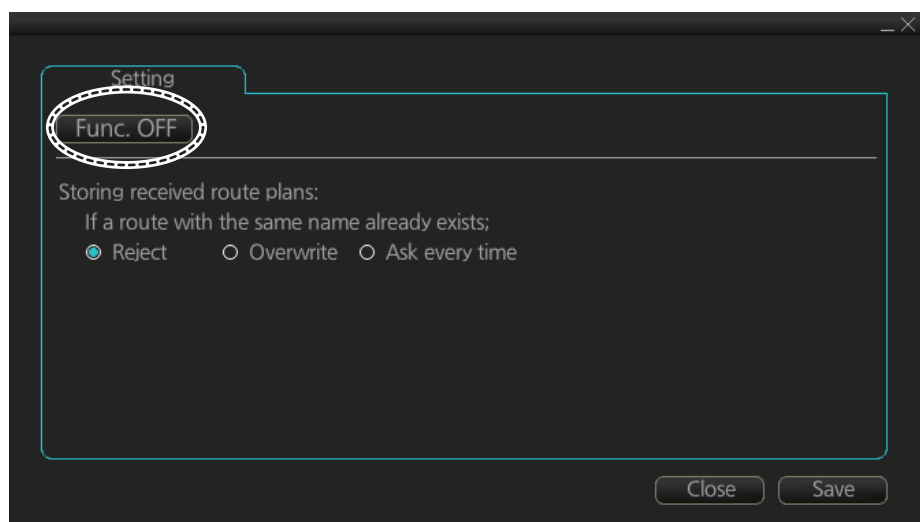 Setting
Func. OFF
Storing received route plans:
If a route with the same name already exists;
Reject Overwrite Ask every time
Close Save